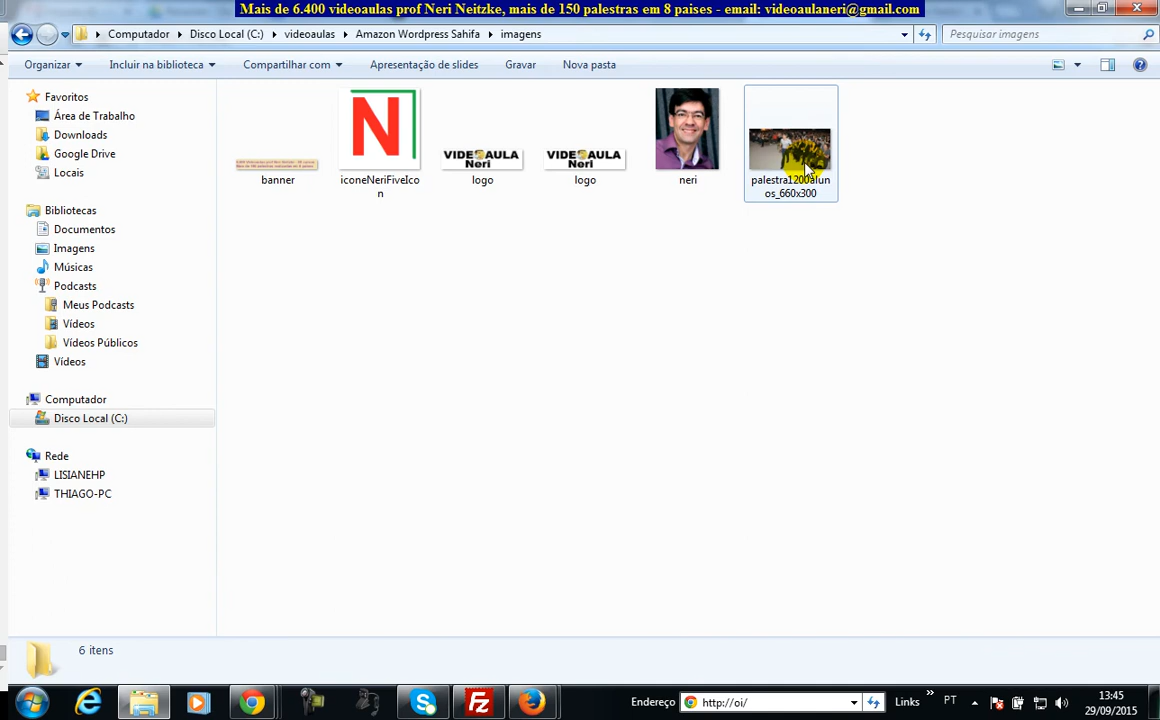 Mais de 6.400 videoaulas prof Neri Neitzke, mais de 150 palestras em 8 paises - email: videoaulaneri@gmail.com
Computador Disco Local (C:) videoaulas Amazon Wordpress Sahifa imagens
Pesquisar imagens
Organizar Incluir na biblioteca Compartilhar com Apresentação de slides Gravar Nova pasta
Favoritos
Área de Trabalho
Downloads
Google Drive
Locais
Bibliotecas
Documentos
Imagens
Músicas
Podcasts
Meus Podcasts
Vídeos
Vídeos Públicos
Vídeos
Computador
Disco Local (C:)
Rede
LISIANEHP
THIAGO-PC
N
VIDEOAULA
Neri
VIDEOAULA
Neri
banner
iconeNeriFiveIco
n
logo
logo
neri
palestra1200alun
os_660x300
6 itens
Endereço http://oi/ Links » PT
13:45
29/09/2015